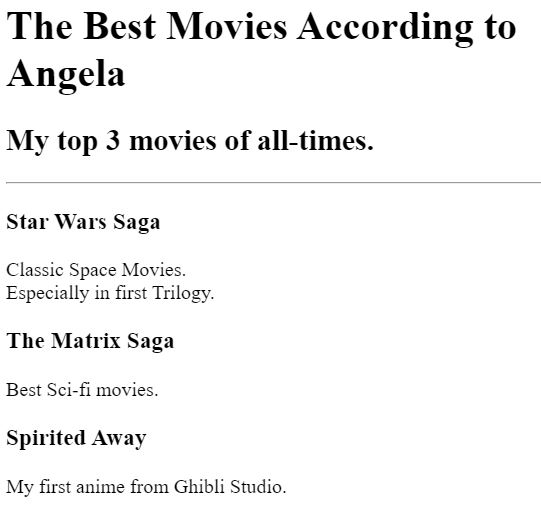 The Best Movies According to
Angela
My top 3 movies of all-times.
Star Wars Saga
Classic Space Movies.
Especially in first Trilogy.
The Matrix Saga
Best Sci-fi movies.
Spirited Away
My first anime from Ghibli Studio.